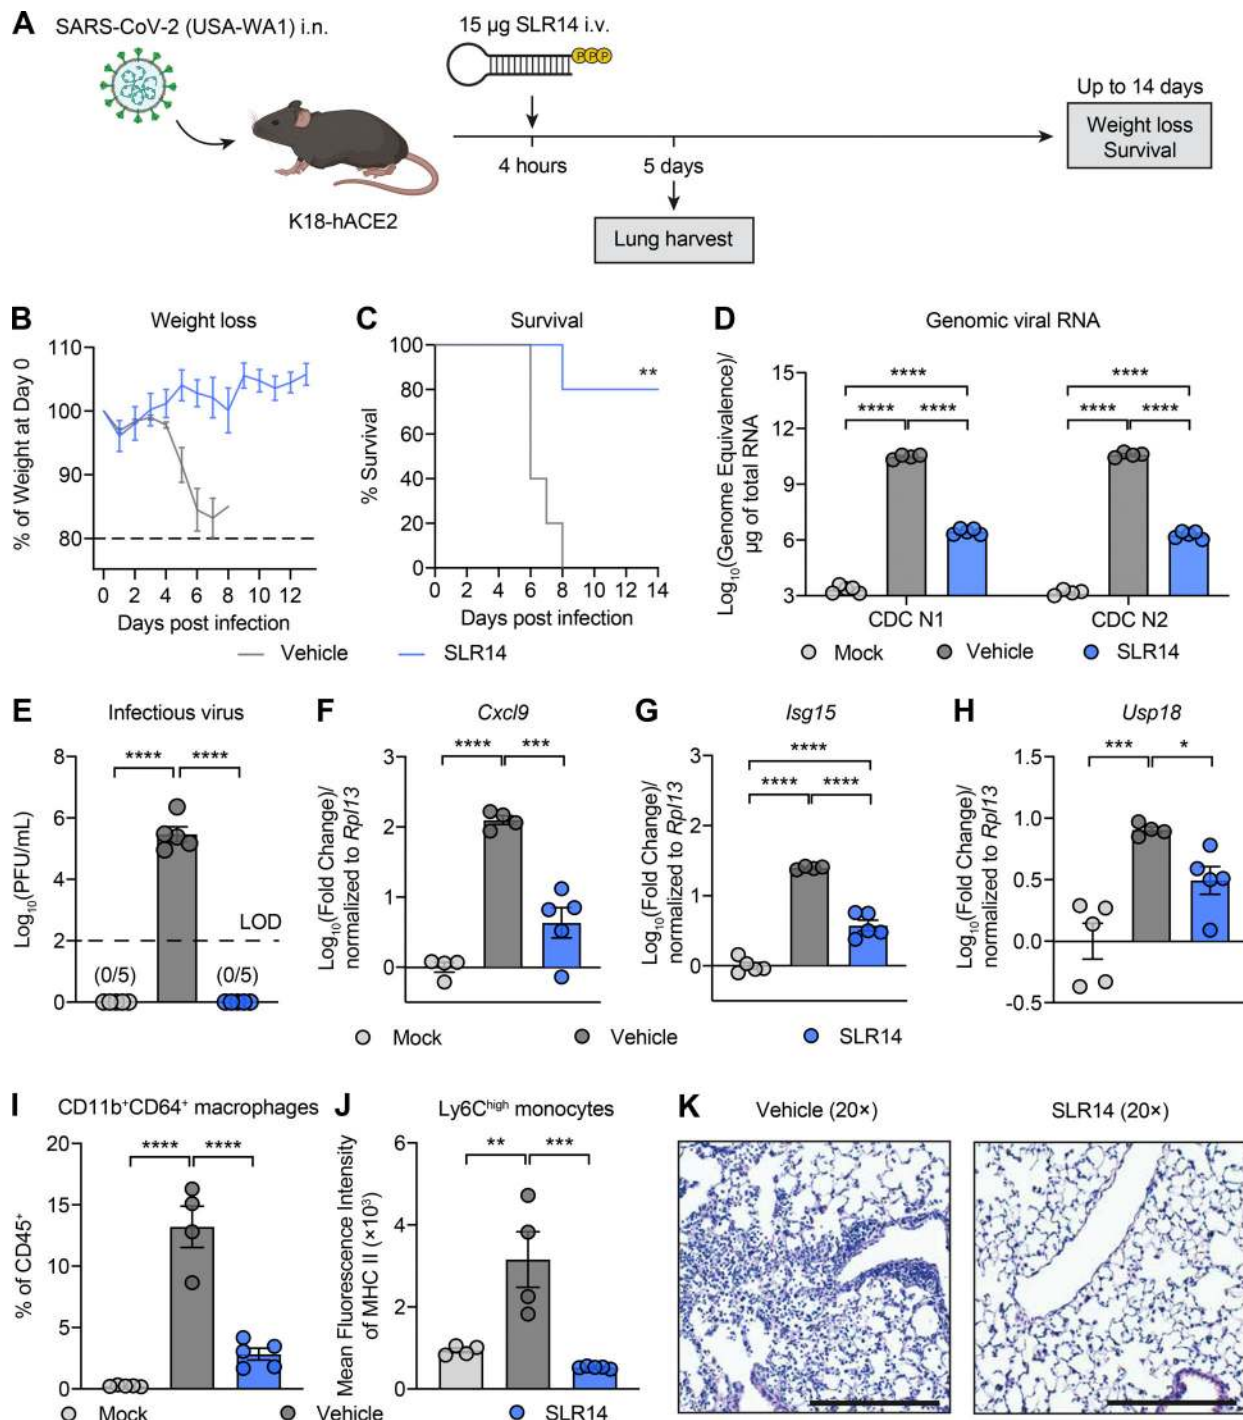 A
SARS-CoV-2 (USA-WA1) i.n.
15 µg SLR14 i.v.
P P P
Up to 14 days
Weight loss
Survival
4 hours
5 days
K18-hACE2
Lung harvest
B
Weight loss
% of Weight at Day 0
110
100
90
80
0 2 4 6 8 10 12
Days post infection
C
Survival
% Survival
100
80
60
40
20
0
**
0 2 4 6 8 10 12 14
Days post infection
Vehicle
SLR14
D
Genomic viral RNA
Log₁₀(Genome Equivalence)/
µg of total RNA
15
12
9
6
3
****
**** ****
****
**** ****
CDC N1
CDC N2
Mock
Vehicle
SLR14
E
Infectious virus
Log₁₀(PFU/mL)
8
6
4
2
0
**** ****
LOD
(0/5)
(0/5)
F
Cxcl9
Log₁₀(Fold Change)/
normalized to Rpl13
3
2
1
0
**** ***
G
Isg15
Log₁₀(Fold Change)/
normalized to Rpl13
3
2
1
0
****
**** ****
H
Usp18
Log₁₀(Fold Change)/
normalized to Rpl13
1.5
1.0
0.5
0.0
-0.5
*** *
Mock
Vehicle
SLR14
I
CD11b⁺CD64⁺ macrophages
% of CD45⁺
20
15
10
5
0
**** ****
J
Ly6Cʰⁱᵍʰ monocytes
Mean Fluorescence Intensity
of MHC II (×10³)
6
4
2
0
** ***
Mock
Vehicle
SLR14
K
Vehicle (20×)
SLR14 (20×)